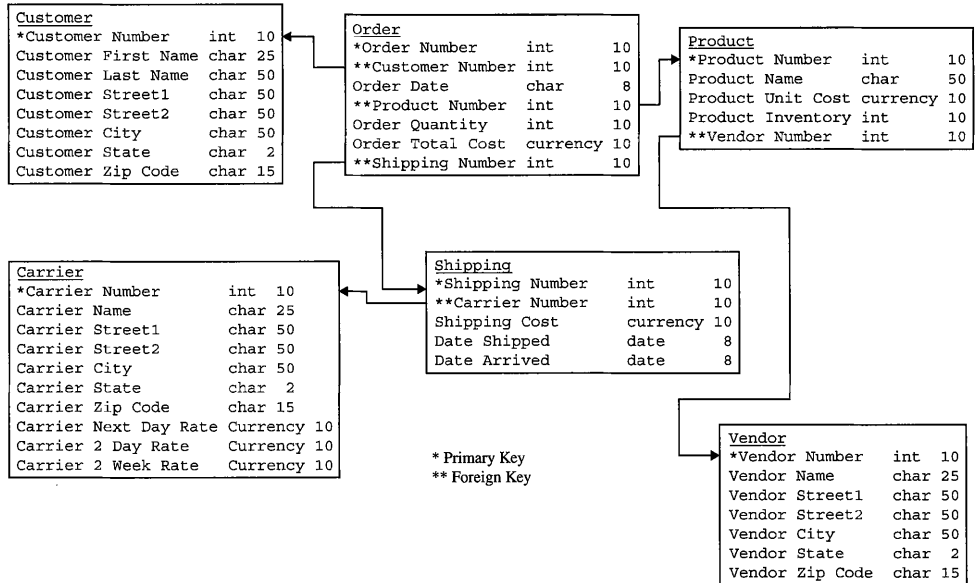 Customer
*Customer Number int 10
Customer First Name char 25
Customer Last Name char 50
Customer Street1 char 50
Customer Street2 char 50
Customer City char 50
Customer State char 2
Customer Zip Code char 15
Order
*Order Number int 10
**Customer Number int 10
Order Date char 8
**Product Number int 10
Order Quantity int 10
Order Total Cost currency 10
**Shipping Number int 10
Product
*Product Number int 10
Product Name char 50
Product Unit Cost currency 10
Product Inventory int 10
**Vendor Number int 10
Carrier
*Carrier Number int 10
Carrier Name char 25
Carrier Street1 char 50
Carrier Street2 char 50
Carrier City char 50
Carrier State char 2
Carrier Zip Code char 15
Carrier Next Day Rate Currency 10
Carrier 2 Day Rate Currency 10
Carrier 2 Week Rate Currency 10
Shipping
*Shipping Number int 10
**Carrier Number int 10
Shipping Cost currency 10
Date Shipped date 8
Date Arrived date 8
* Primary Key
** Foreign Key
Vendor
*Vendor Number int 10
Vendor Name char 25
Vendor Street1 char 50
Vendor Street2 char 50
Vendor City char 50
Vendor State char 2
Vendor Zip Code char 15